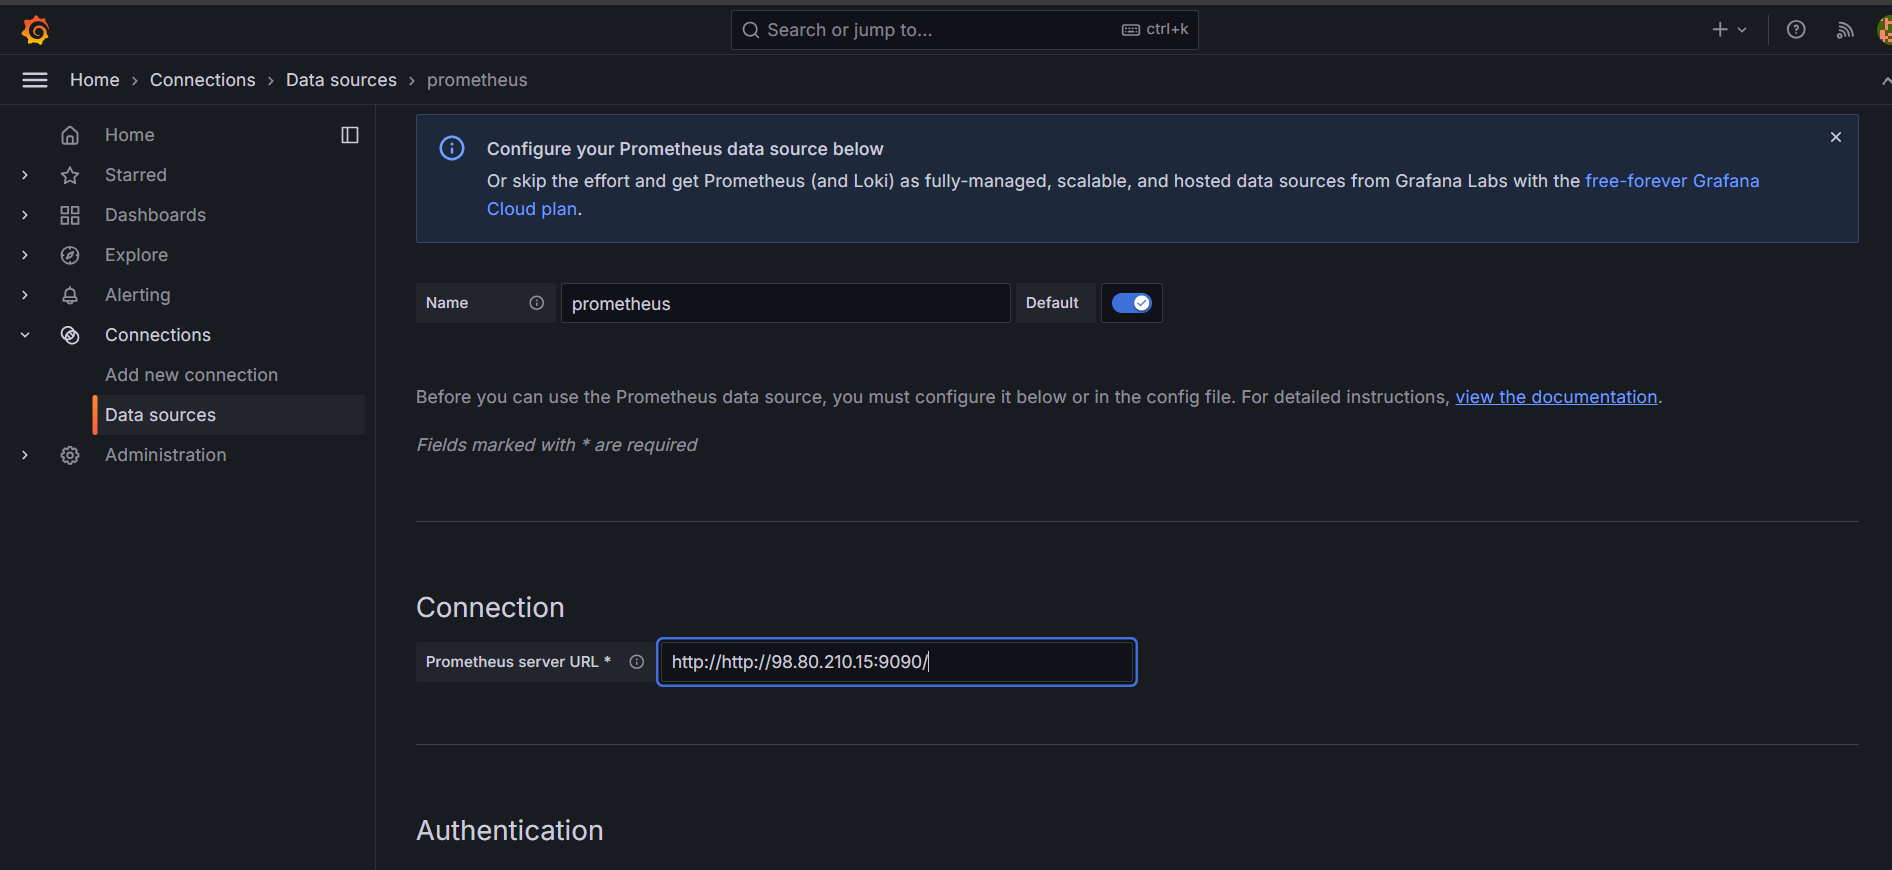 Search or jump to...
ctrl+k
Home > Connections > Data sources > prometheus
Home
Starred
Dashboards
Explore
Alerting
Connections
Add new connection
Data sources
Administration
Configure your Prometheus data source below
Or skip the effort and get Prometheus (and Loki) as fully-managed, scalable, and hosted data sources from Grafana Labs with the free-forever Grafana
Cloud plan.
Name
prometheus
Default
Before you can use the Prometheus data source, you must configure it below or in the config file. For detailed instructions, view the documentation.
Fields marked with * are required
Connection
Prometheus server URL *
http://http://98.80.210.15:9090/
Authentication